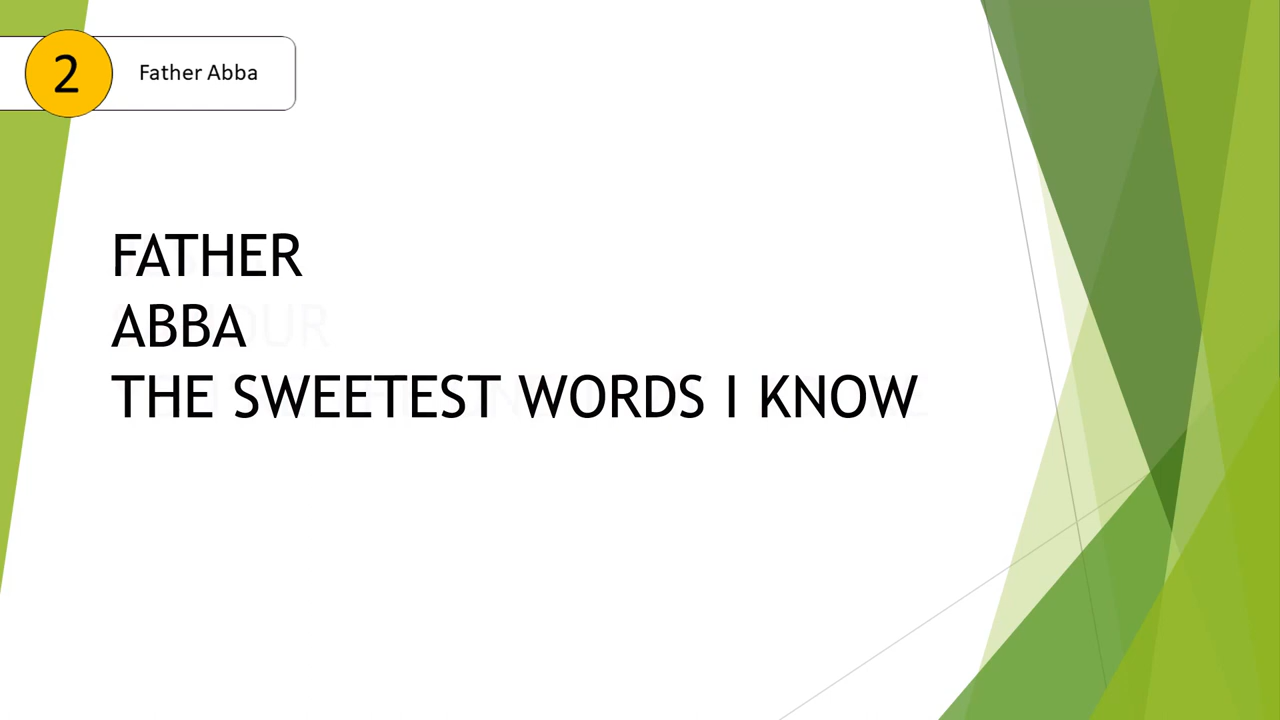 2
Father Abba
FATHER
ABBA
THE SWEETEST WORDS I KNOW